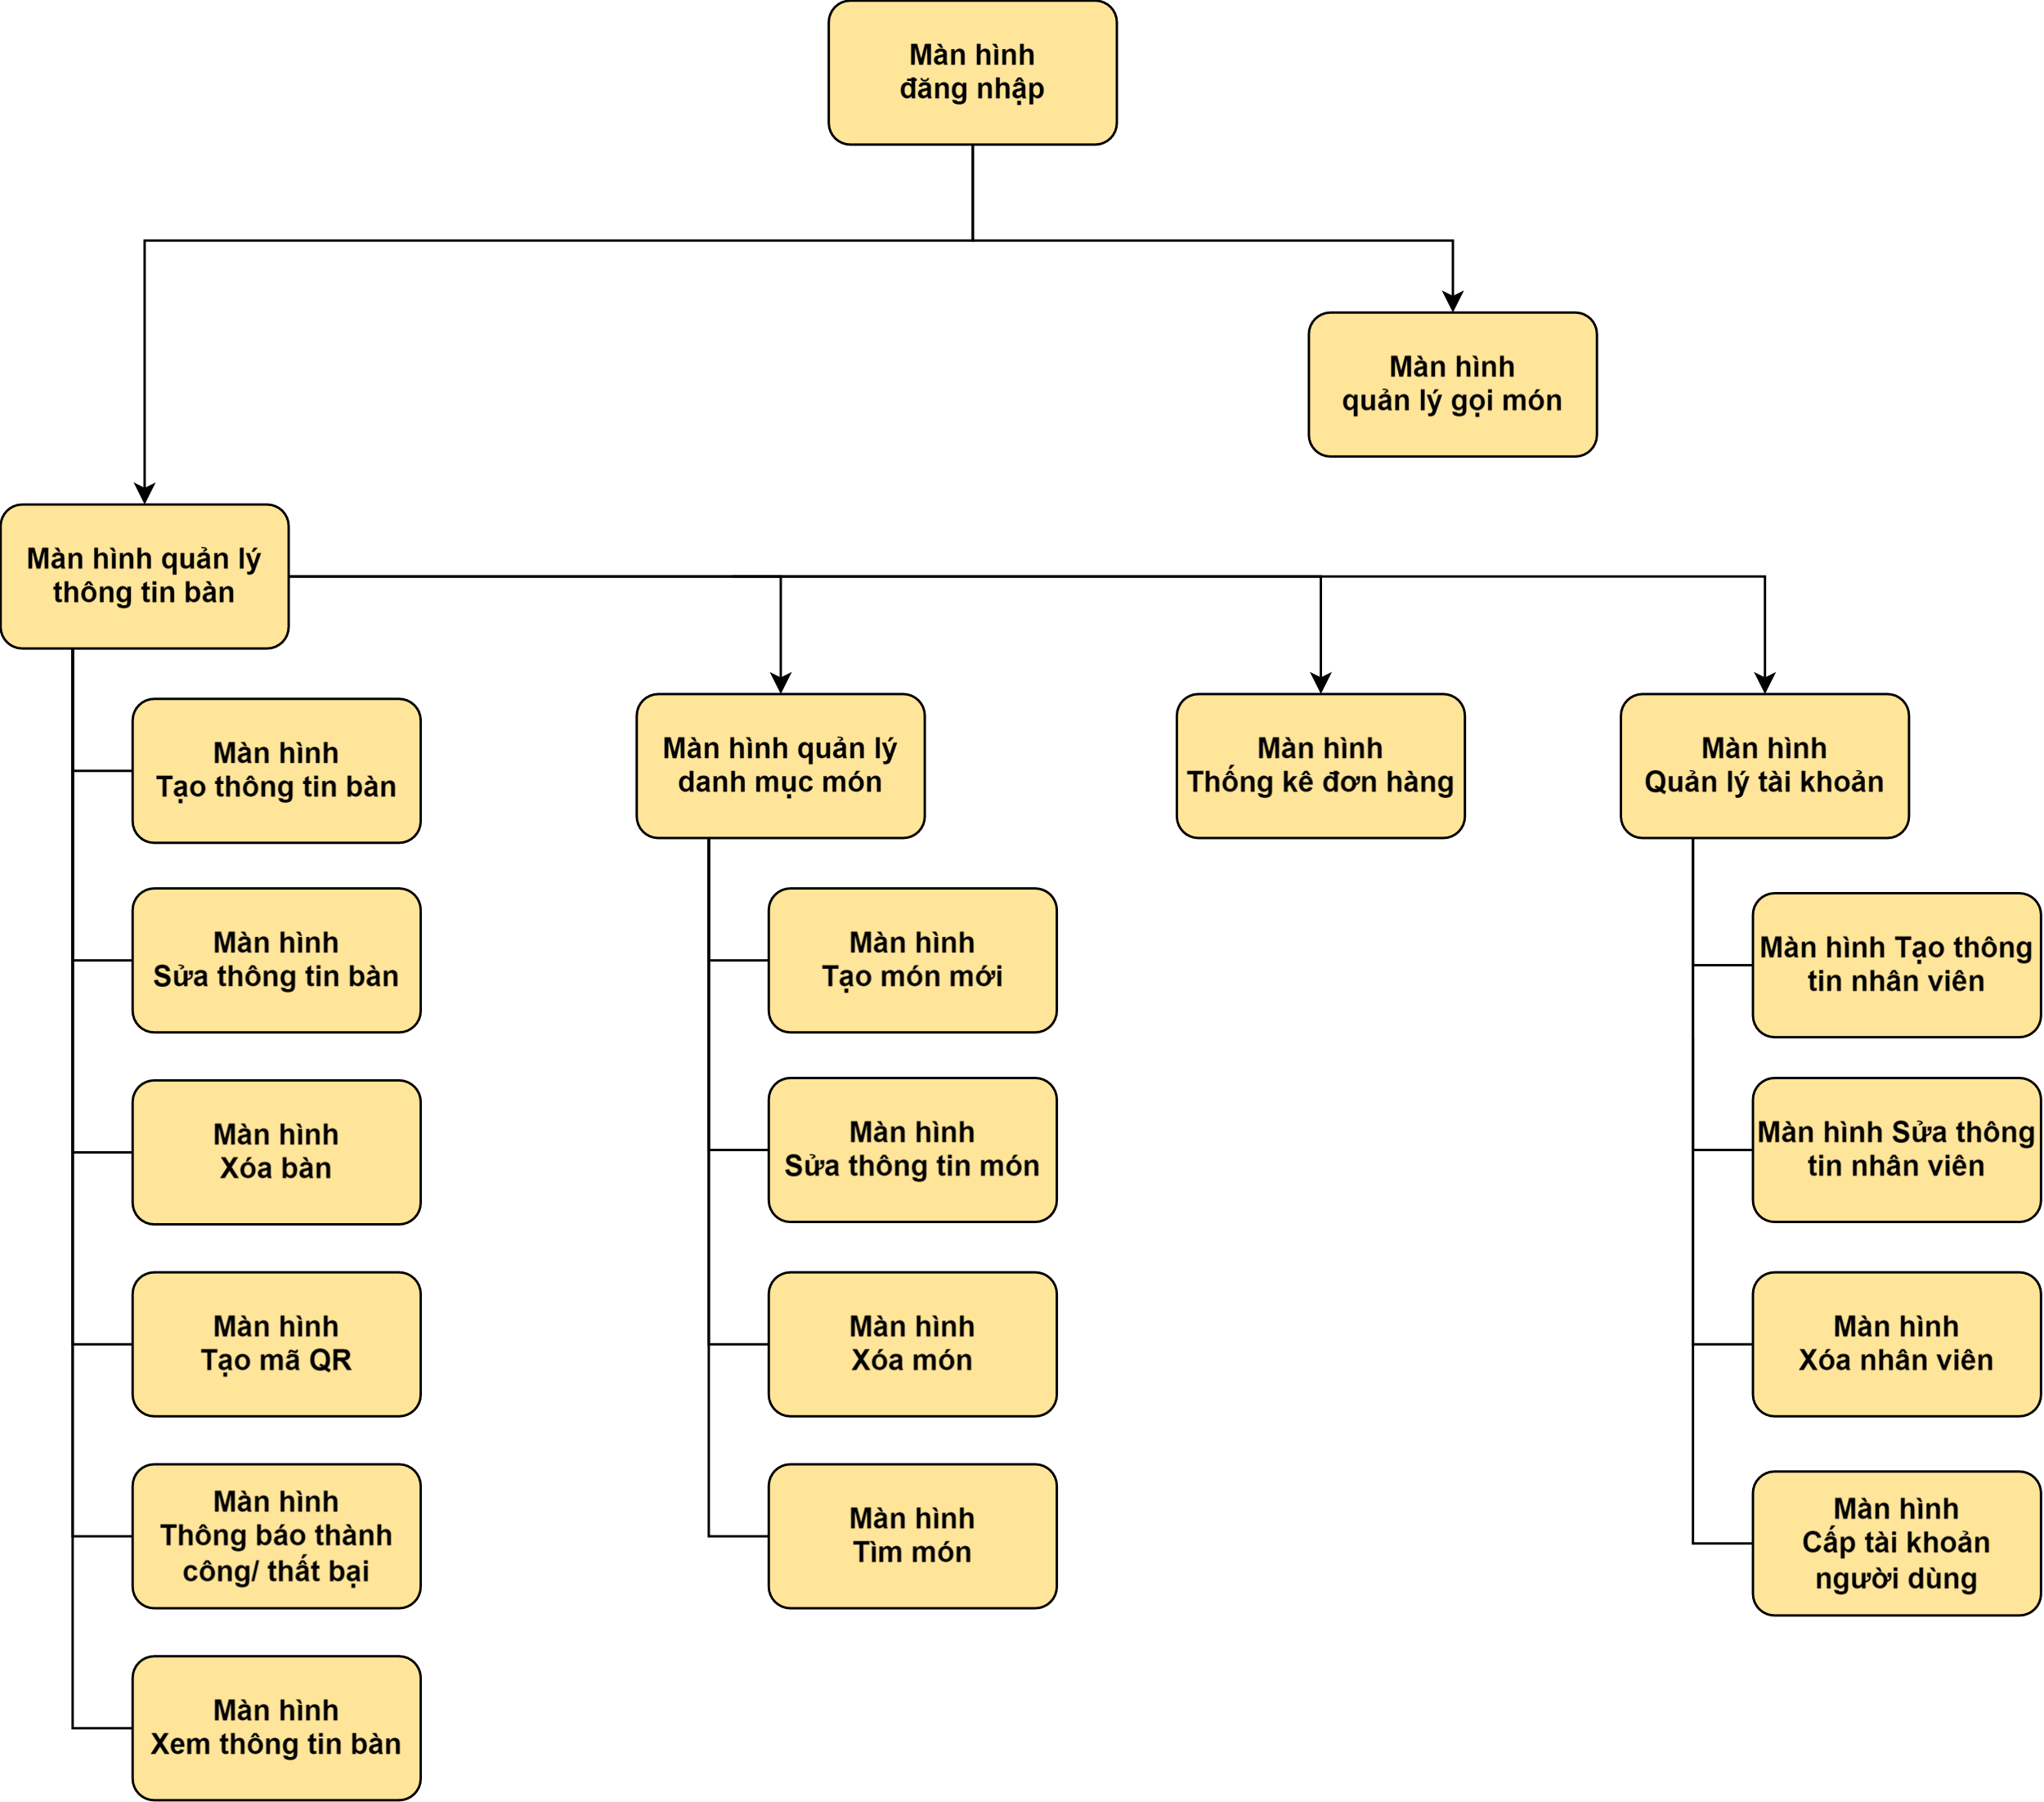 Màn hình
đăng nhập
Màn hình
quản lý gọi món
Màn hình quản lý
thông tin bàn
Màn hình
Tạo thông tin bàn
Màn hình
Sửa thông tin bàn
Màn hình
Xóa bàn
Màn hình
Tạo mã QR
Màn hình
Thông báo thành
công/ thất bại
Màn hình
Xem thông tin bàn
Màn hình quản lý
danh mục món
Màn hình
Tạo món mới
Màn hình
Sửa thông tin món
Màn hình
Xóa món
Màn hình
Tìm món
Màn hình
Thống kê đơn hàng
Màn hình
Quản lý tài khoản
Màn hình Tạo thông
tin nhân viên
Màn hình Sửa thông
tin nhân viên
Màn hình
Xóa nhân viên
Màn hình
Cấp tài khoản
người dùng